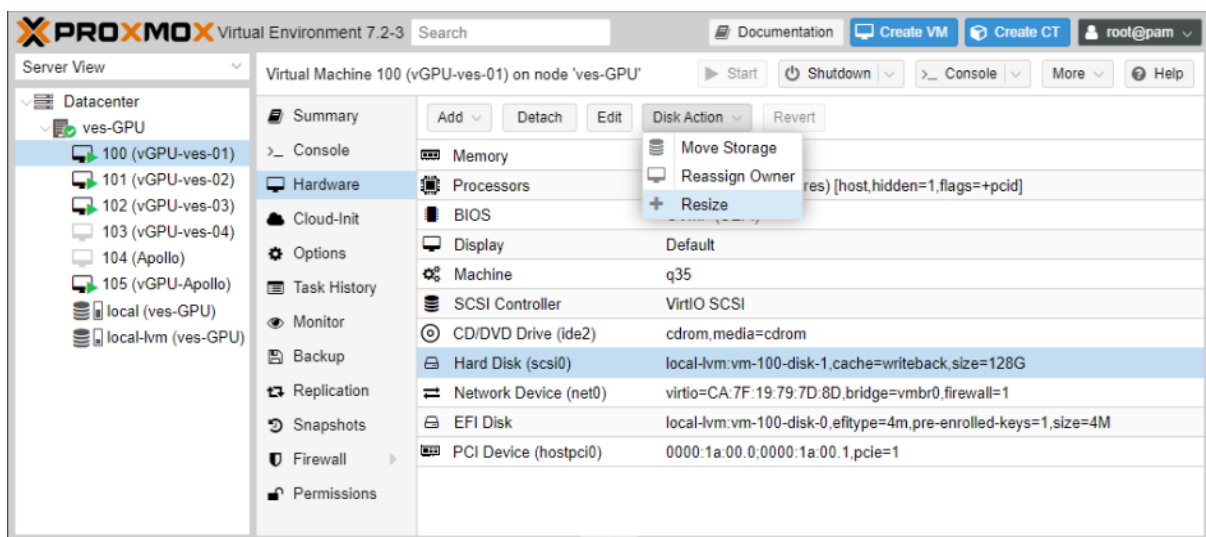 PROXMOX Virtual Environment 7.2-3 Search Documentation Create VM Create CT root@pam
Server View
Datacenter
ves-GPU
100 (vGPU-ves-01)
101 (vGPU-ves-02)
102 (vGPU-ves-03)
103 (vGPU-ves-04)
104 (Apollo)
105 (vGPU-Apollo)
local (ves-GPU)
local-lvm (ves-GPU)
Virtual Machine 100 (vGPU-ves-01) on node 'ves-GPU' Start Shutdown Console More Help
Summary
Console
Hardware
Cloud-Init
Options
Task History
Monitor
Backup
Replication
Snapshots
Firewall
Permissions
Add Detach Edit Disk Action Revert
Move Storage
Reassign Owner
Resize
Memory
Processors res) [host,hidden=1,flags=+pcid]
BIOS
Display Default
Machine q35
SCSI Controller VirtIO SCSI
CD/DVD Drive (ide2) cdrom,media=cdrom
Hard Disk (scsi0) local-lvm:vm-100-disk-1,cache=writeback,size=128G
Network Device (net0) virtio=CA:7F:19:79:7D:8D,bridge=vmbr0,firewall=1
EFI Disk local-lvm:vm-100-disk-0,efitype=4m,pre-enrolled-keys=1,size=4M
PCI Device (hostpci0) 0000:1a:00.0;0000:1a:00.1,pcie=1